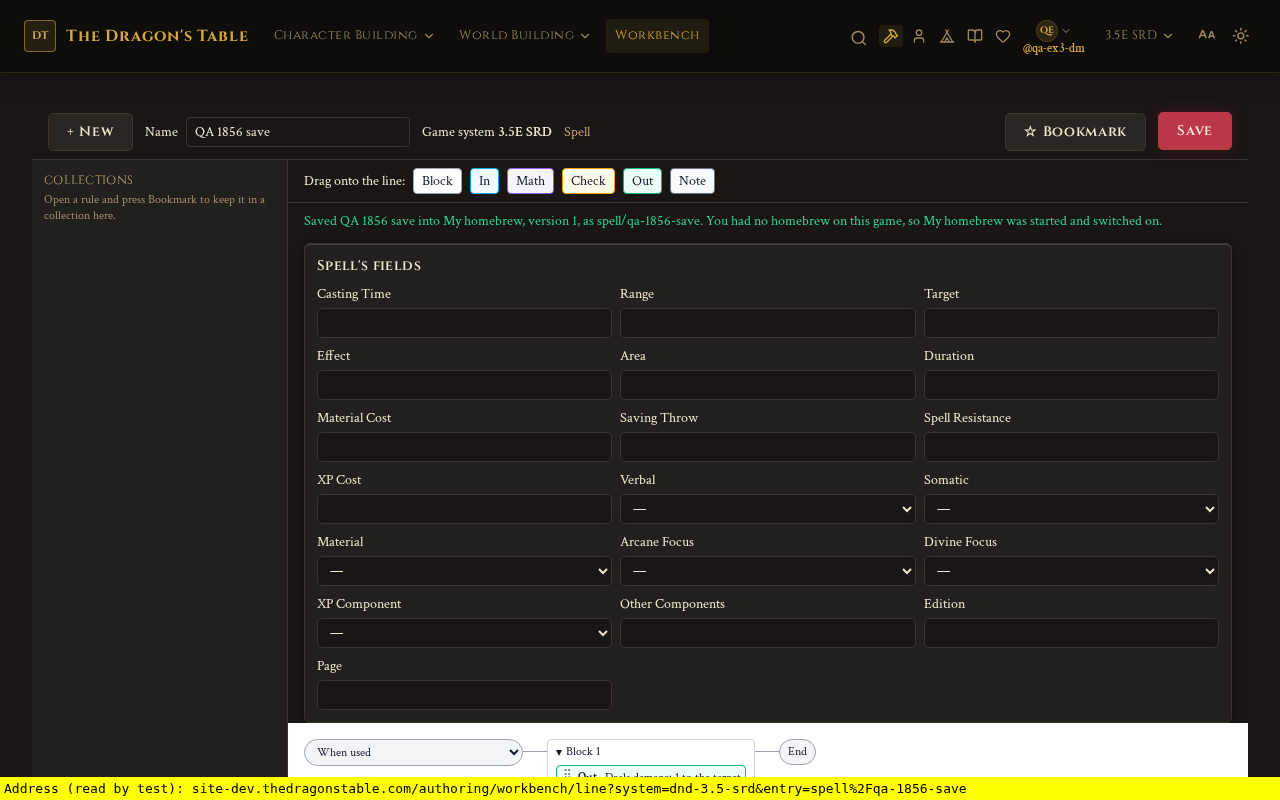 DT The Dragon's Table Character Building World Building Workbench QE @qa-ex3-dm 3.5E SRD AA
+ New Name QA 1856 save Game system 3.5E SRD Spell ☆ Bookmark Save
COLLECTIONS
Open a rule and press Bookmark to keep it in a
collection here.
Drag onto the line: Block In Math Check Out Note
Saved QA 1856 save into My homebrew, version 1, as spell/qa-1856-save. You had no homebrew on this game, so My homebrew was started and switched on.
Spell's fields
Casting Time Range Target
Effect Area Duration
Material Cost Saving Throw Spell Resistance
XP Cost Verbal Somatic
— —
Material Arcane Focus Divine Focus
— — —
XP Component Other Components Edition
—
Page
When used ▾ Block 1 End
Out Deals damage: 1 to the target
Address (read by test): site-dev.thedragonstable.com/authoring/workbench/line?system=dnd-3.5-srd&entry=spell%2Fqa-1856-save